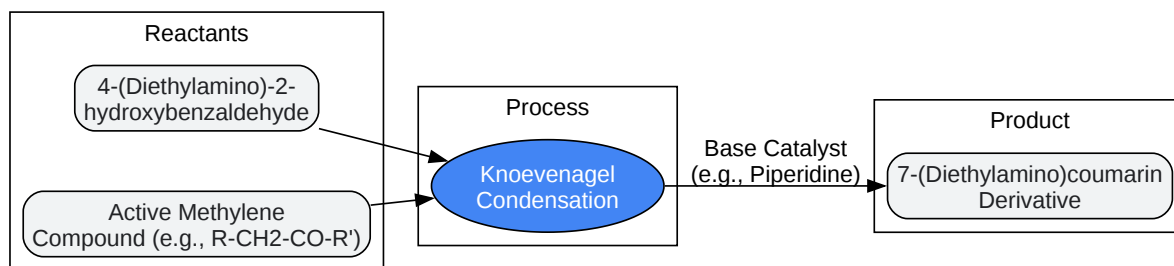 Reactants
4-(Diethylamino)-2-
hydroxybenzaldehyde
Active Methylene
Compound (e.g., R-CH2-CO-R')
Process
Knoevenagel
Condensation
Base Catalyst
(e.g., Piperidine)
Product
7-(Diethylamino)coumarin
Derivative